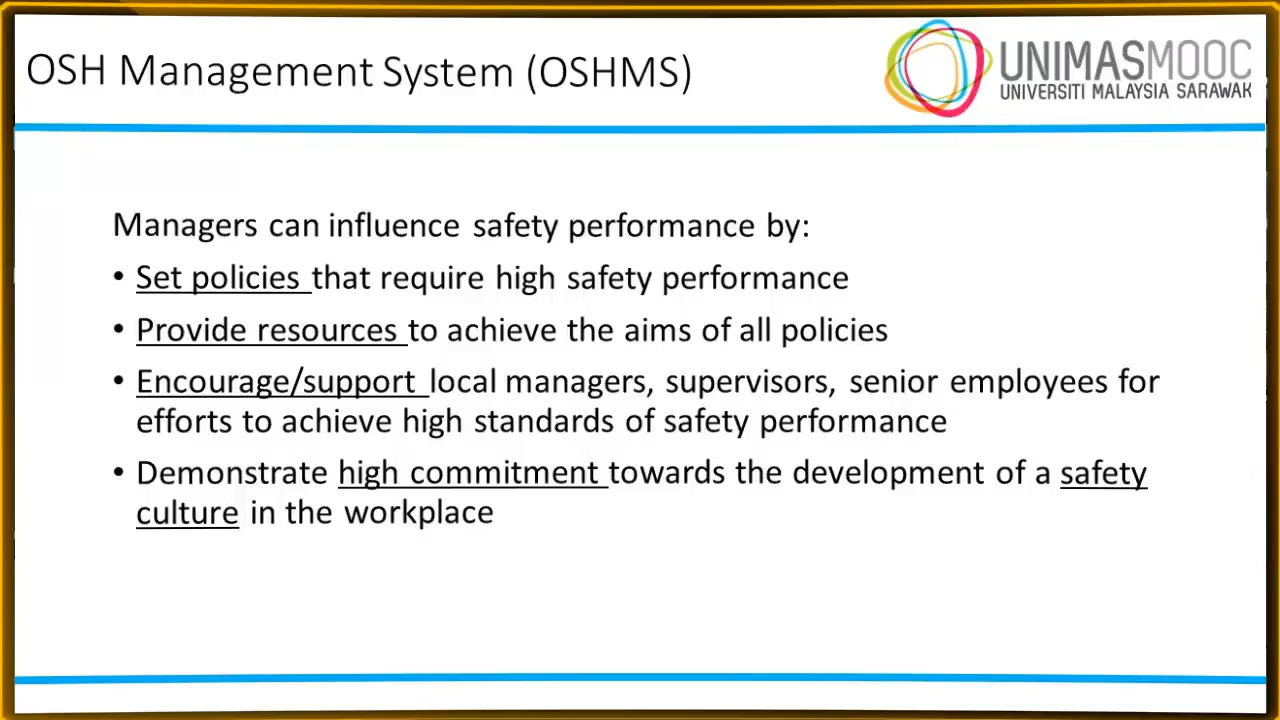 OSH Management System (OSHMS)
UNIMASMOOC
UNIVERSITI MALAYSIA SARAWAK
Managers can influence safety performance by:
• Set policies that require high safety performance
• Provide resources to achieve the aims of all policies
• Encourage/support local managers, supervisors, senior employees for
efforts to achieve high standards of safety performance
• Demonstrate high commitment towards the development of a safety
culture in the workplace